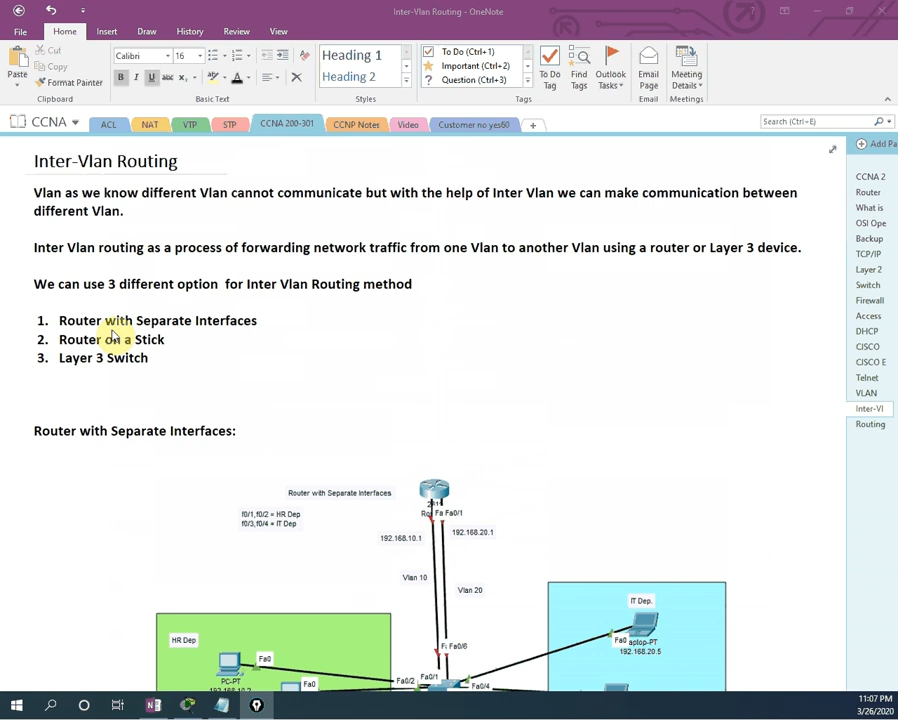 Inter-Vlan Routing - OneNote
File Home Insert Draw History Review View
Cut
Copy
Format Painter
Paste
Clipboard
Calibri 16
Basic Text
Heading 1
Heading 2
Styles
To Do (Ctrl+1)
Important (Ctrl+2)
Question (Ctrl+3)
To Do Tag
Find Tags
Outlook Tasks
Tags
Email Page
Email
Meeting Details
Meetings
CCNA ACL NAT VTP STP CCNA 200-301 CCNP Notes Video Customer no yes60
Search (Ctrl+E)
Add Pa
CCNA 2
Router
What is
OSI Ope
Backup
TCP/IP
Layer 2
Switch
Firewall
Access
DHCP
CISCO
CISCO E
Telnet
VLAN
Inter-Vl
Routing
Inter-Vlan Routing
Vlan as we know different Vlan cannot communicate but with the help of Inter Vlan we can make communication between
different Vlan.
Inter Vlan routing as a process of forwarding network traffic from one Vlan to another Vlan using a router or Layer 3 device.
We can use 3 different option for Inter Vlan Routing method
1. Router with Separate Interfaces
2. Router on a Stick
3. Layer 3 Switch
Router with Separate Interfaces:
Router with Separate Interfaces
f0/1,f0/2 = HR Dep
f0/3,f0/4 = IT Dep
Fa0/1
192.168.10.1
192.168.20.1
Vlan 10
Vlan 20
HR Dep
IT Dep.
Fa0/6
Fa0
PC-PT
192.168.10.2
Fa0
Fa0/2
Fa0/1
Fa0/4
Fa0
aptop-PT
192.168.20.5
11:07 PM
3/26/2020